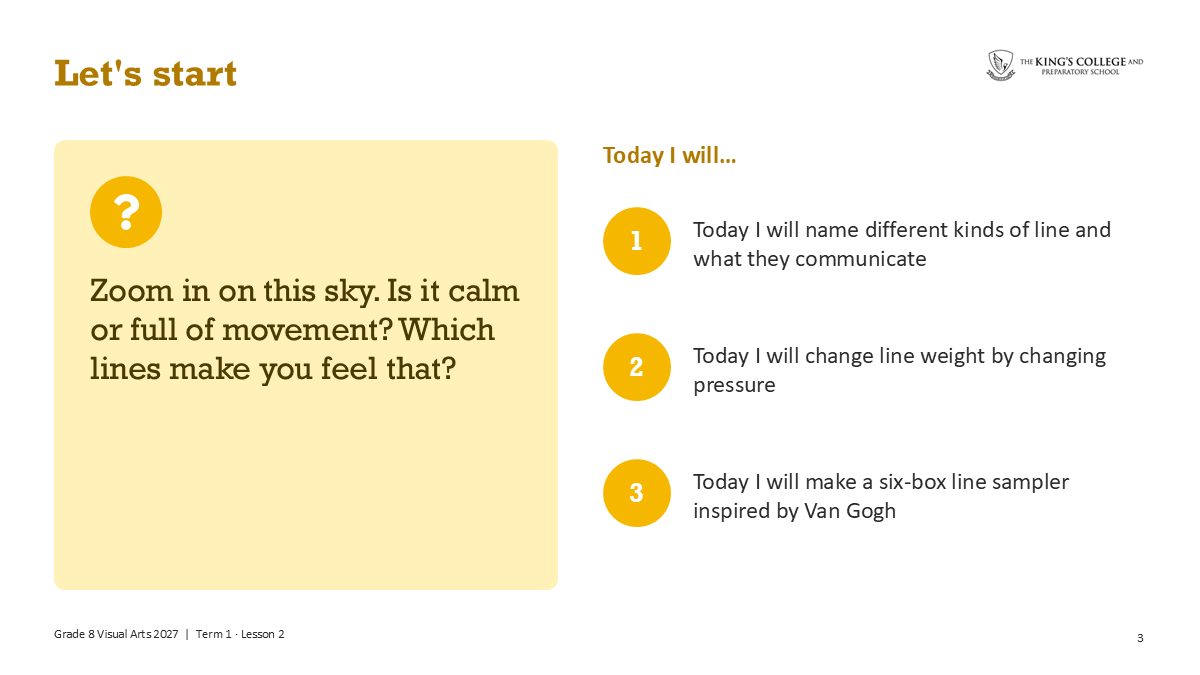 Let's start
THE KING'S COLLEGE AND
PREPARATORY SCHOOL
?
Zoom in on this sky. Is it calm
or full of movement? Which
lines make you feel that?
Today I will...
1
Today I will name different kinds of line and
what they communicate
2
Today I will change line weight by changing
pressure
3
Today I will make a six-box line sampler
inspired by Van Gogh
Grade 8 Visual Arts 2027 | Term 1 · Lesson 2
3